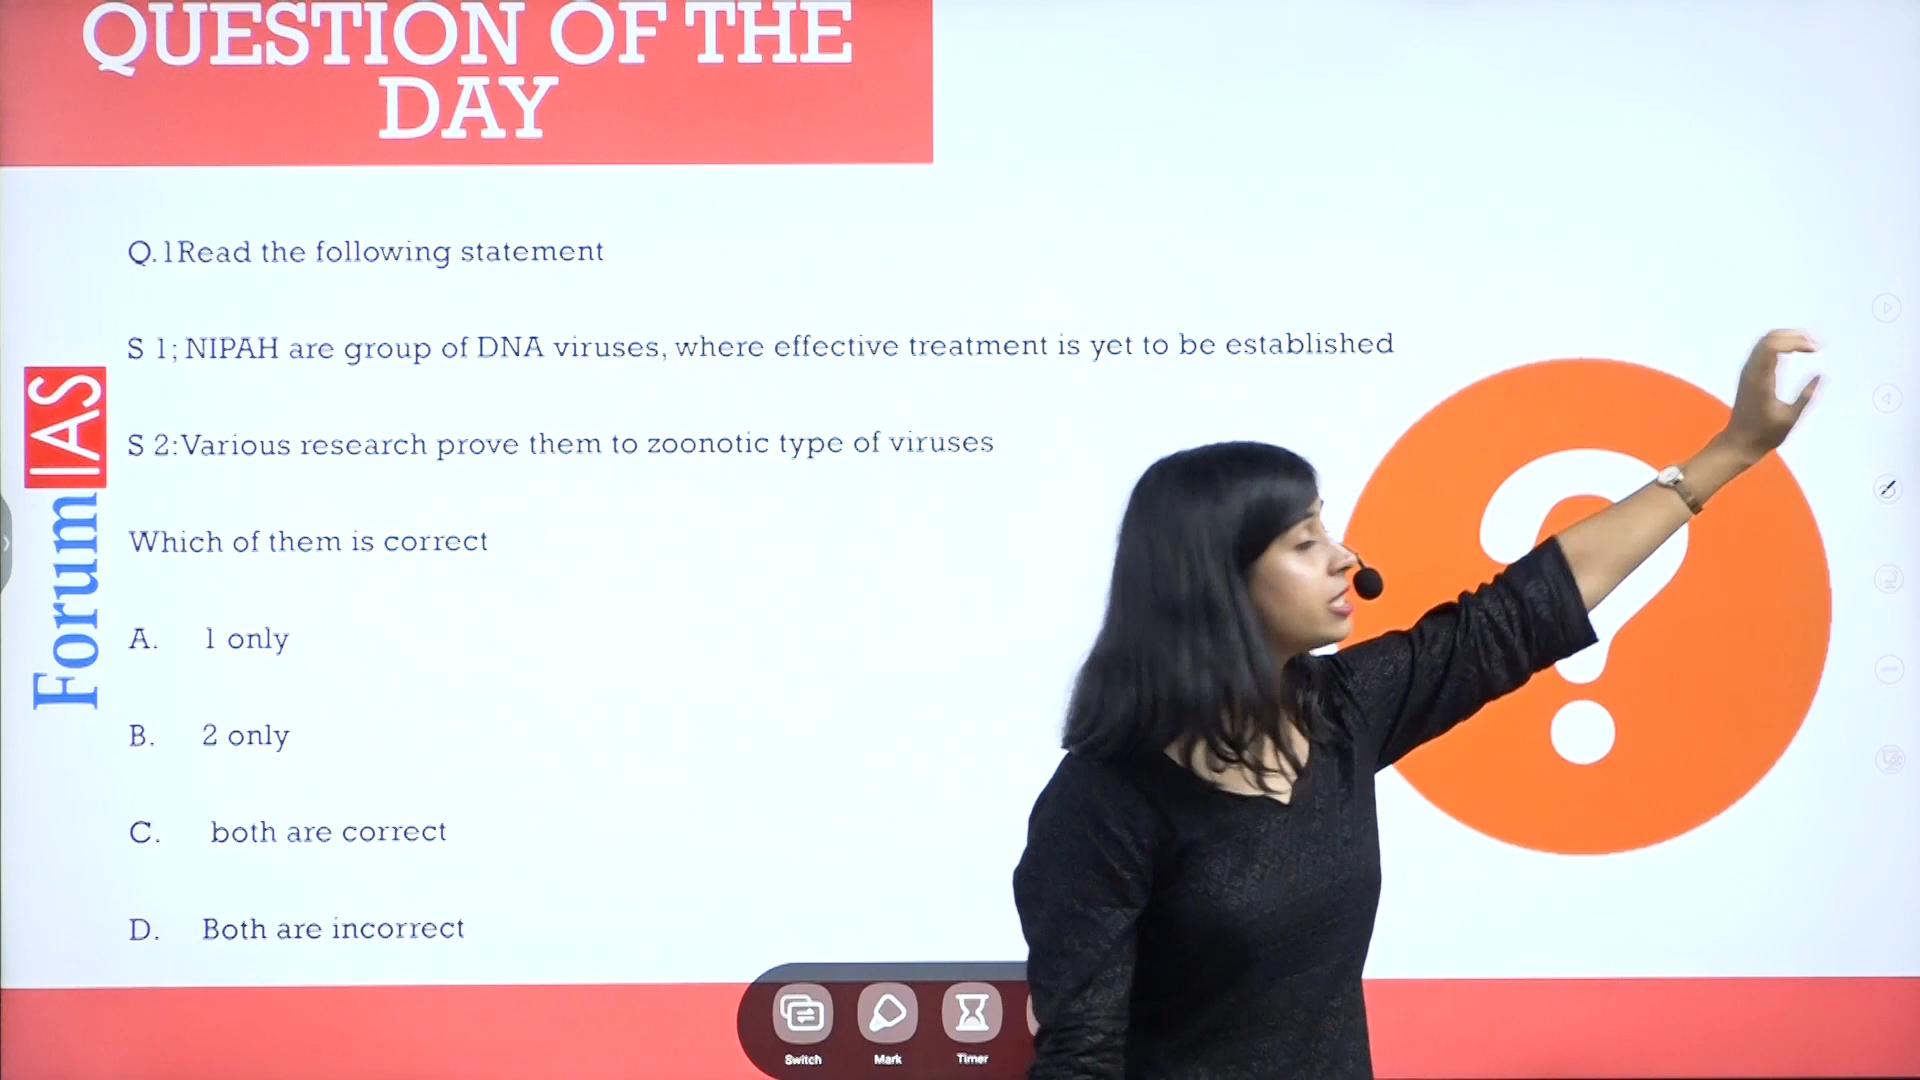 QUESTION OF THE
DAY
Q.1Read the following statement
S 1; NIPAH are group of DNA viruses, where effective treatment is yet to be established
S 2:Various research prove them to zoonotic type of viruses
Which of them is correct
A. 1 only
B. 2 only
C. both are correct
D. Both are incorrect
Forum IAS
Switch
Mark
Timer